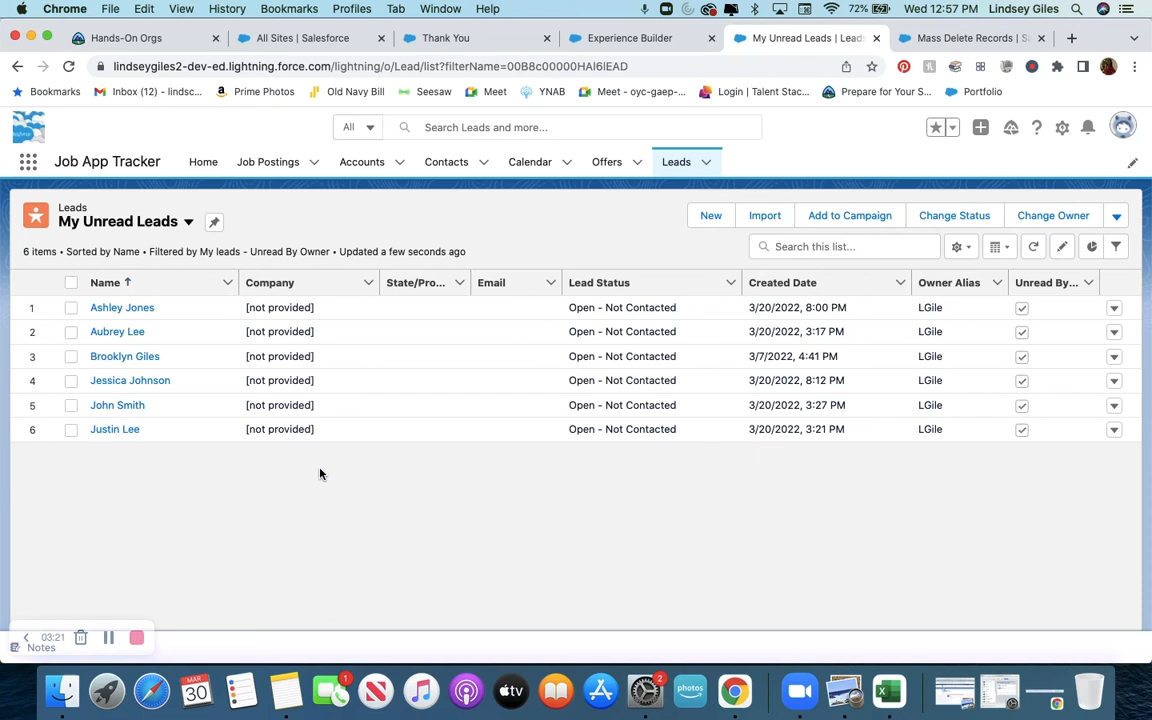 Chrome File Edit View History Bookmarks Profiles Tab Window Help 72% Wed 12:57 PM Lindsey Giles
Hands-On Orgs All Sites | Salesforce Thank You Experience Builder My Unread Leads | Leads Mass Delete Records | Sa
lindseygiles2-dev-ed.lightning.force.com/lightning/o/Lead/list?filterName=00B8c00000HAI6lEAD
Bookmarks Inbox (12) - lindsc... Prime Photos Old Navy Bill Seesaw Meet YNAB Meet - oyc-gaep-... Login | Talent Stac... Prepare for Your S... Portfolio
All Search Leads and more...
Job App Tracker Home Job Postings Accounts Contacts Calendar Offers Leads
Leads
My Unread Leads
New Import Add to Campaign Change Status Change Owner
6 items • Sorted by Name • Filtered by My leads - Unread By Owner • Updated a few seconds ago
Search this list...
Name Company State/Pro... Email Lead Status Created Date Owner Alias Unread By...
1 Ashley Jones [not provided] Open - Not Contacted 3/20/2022, 8:00 PM LGile
2 Aubrey Lee [not provided] Open - Not Contacted 3/20/2022, 3:17 PM LGile
3 Brooklyn Giles [not provided] Open - Not Contacted 3/7/2022, 4:41 PM LGile
4 Jessica Johnson [not provided] Open - Not Contacted 3/20/2022, 8:12 PM LGile
5 John Smith [not provided] Open - Not Contacted 3/20/2022, 3:27 PM LGile
6 Justin Lee [not provided] Open - Not Contacted 3/20/2022, 3:21 PM LGile
03:21
Notes
MAR
30
1
tv
2
amazon
photos